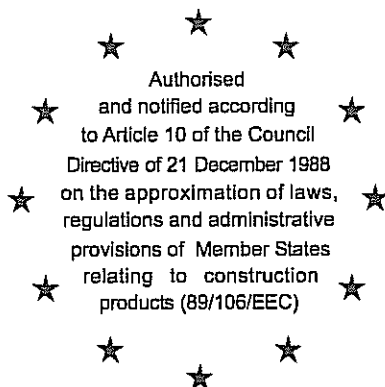 Authorised
and notified according
to Article 10 of the Council
Directive of 21 December 1988
on the approximation of laws,
regulations and administrative
provisions of Member States
relating to construction
products (89/106/EEC)